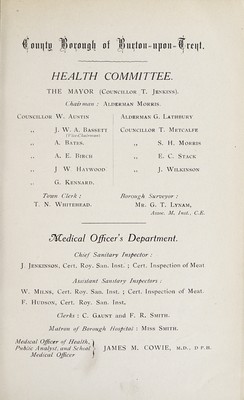 County Borough of Burton-upon-Trent.
HEALTH COMMITTEE.
THE MAYOR (COUNCILLOR T. JENKINS).
Chairman : ALDERMAN MORRIS.
COUNCILLOR W. AUSTIN
„ J. W. A. BASSETT
(Vice-Chairman)
„ A. BATES.
„ A. E. BIRCH
„ J. W HAYWOOD
„ G. KENNARD.
ALDERMAN G. LATHBURY
COUNCILLOR T. METCALFE
„ S. H. MORRIS
„ E. C. STACK
„ J. WILKINSON
Town Clerk :
T. N. WHITEHEAD.
Borough Surveyor :
MR. G. T. LYNAM,
Assoc. M. Inst., C.E.
Medical Officer's Department.
Chief Sanitary Inspector :
J. JENKINSON, Cert. Roy. San. Inst. ; Cert. Inspection of Meat
Assistant Sanitary Inspectors :
W. MILNS, Cert. Roy. San. Inst. ; Cert. Inspection of Meat.
F. HUDSON, Cert. Roy. San. Inst.
Clerks : C. GAUNT and F. R. SMITH.
Matron of Borough Hospital : MISS SMITH.
Medical Officer of Health,
Public Analyst, and School
Medical Officer
JAMES M. COWIE, M.D., D P.H.